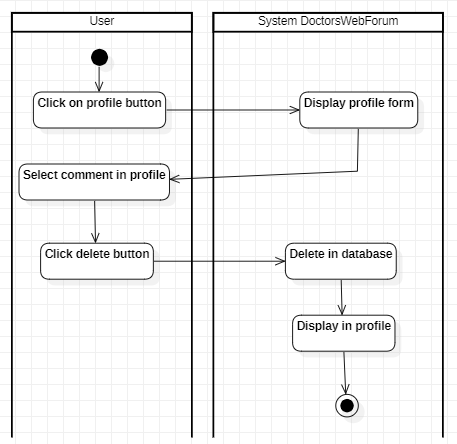 User
System DoctorsWebForum
Click on profile button
Display profile form
Select comment in profile
Click delete button
Delete in database
Display in profile